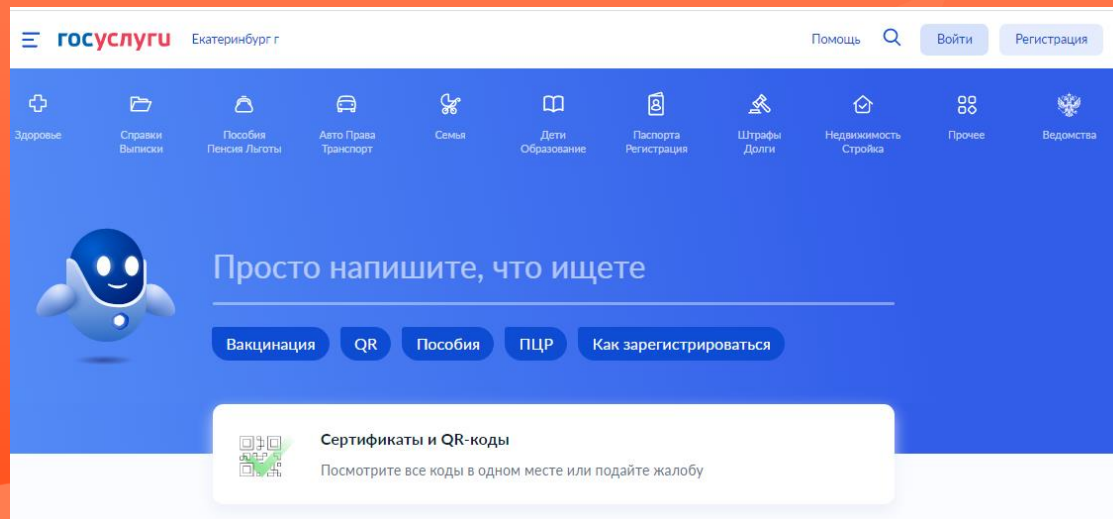 госуслуги Екатеринбург г Помощь Войти Регистрация
Здоровье
Справки
Выписки
Пособия
Пенсия Льготы
Авто Права
Транспорт
Семья
Дети
Образование
Паспорта
Регистрация
Штрафы
Долги
Недвижимость
Стройка
Прочее
Ведомства
Просто напишите, что ищете
Вакцинация QR Пособия ПЦР Как зарегистрироваться
Сертификаты и QR-коды
Посмотрите все коды в одном месте или подайте жалобу